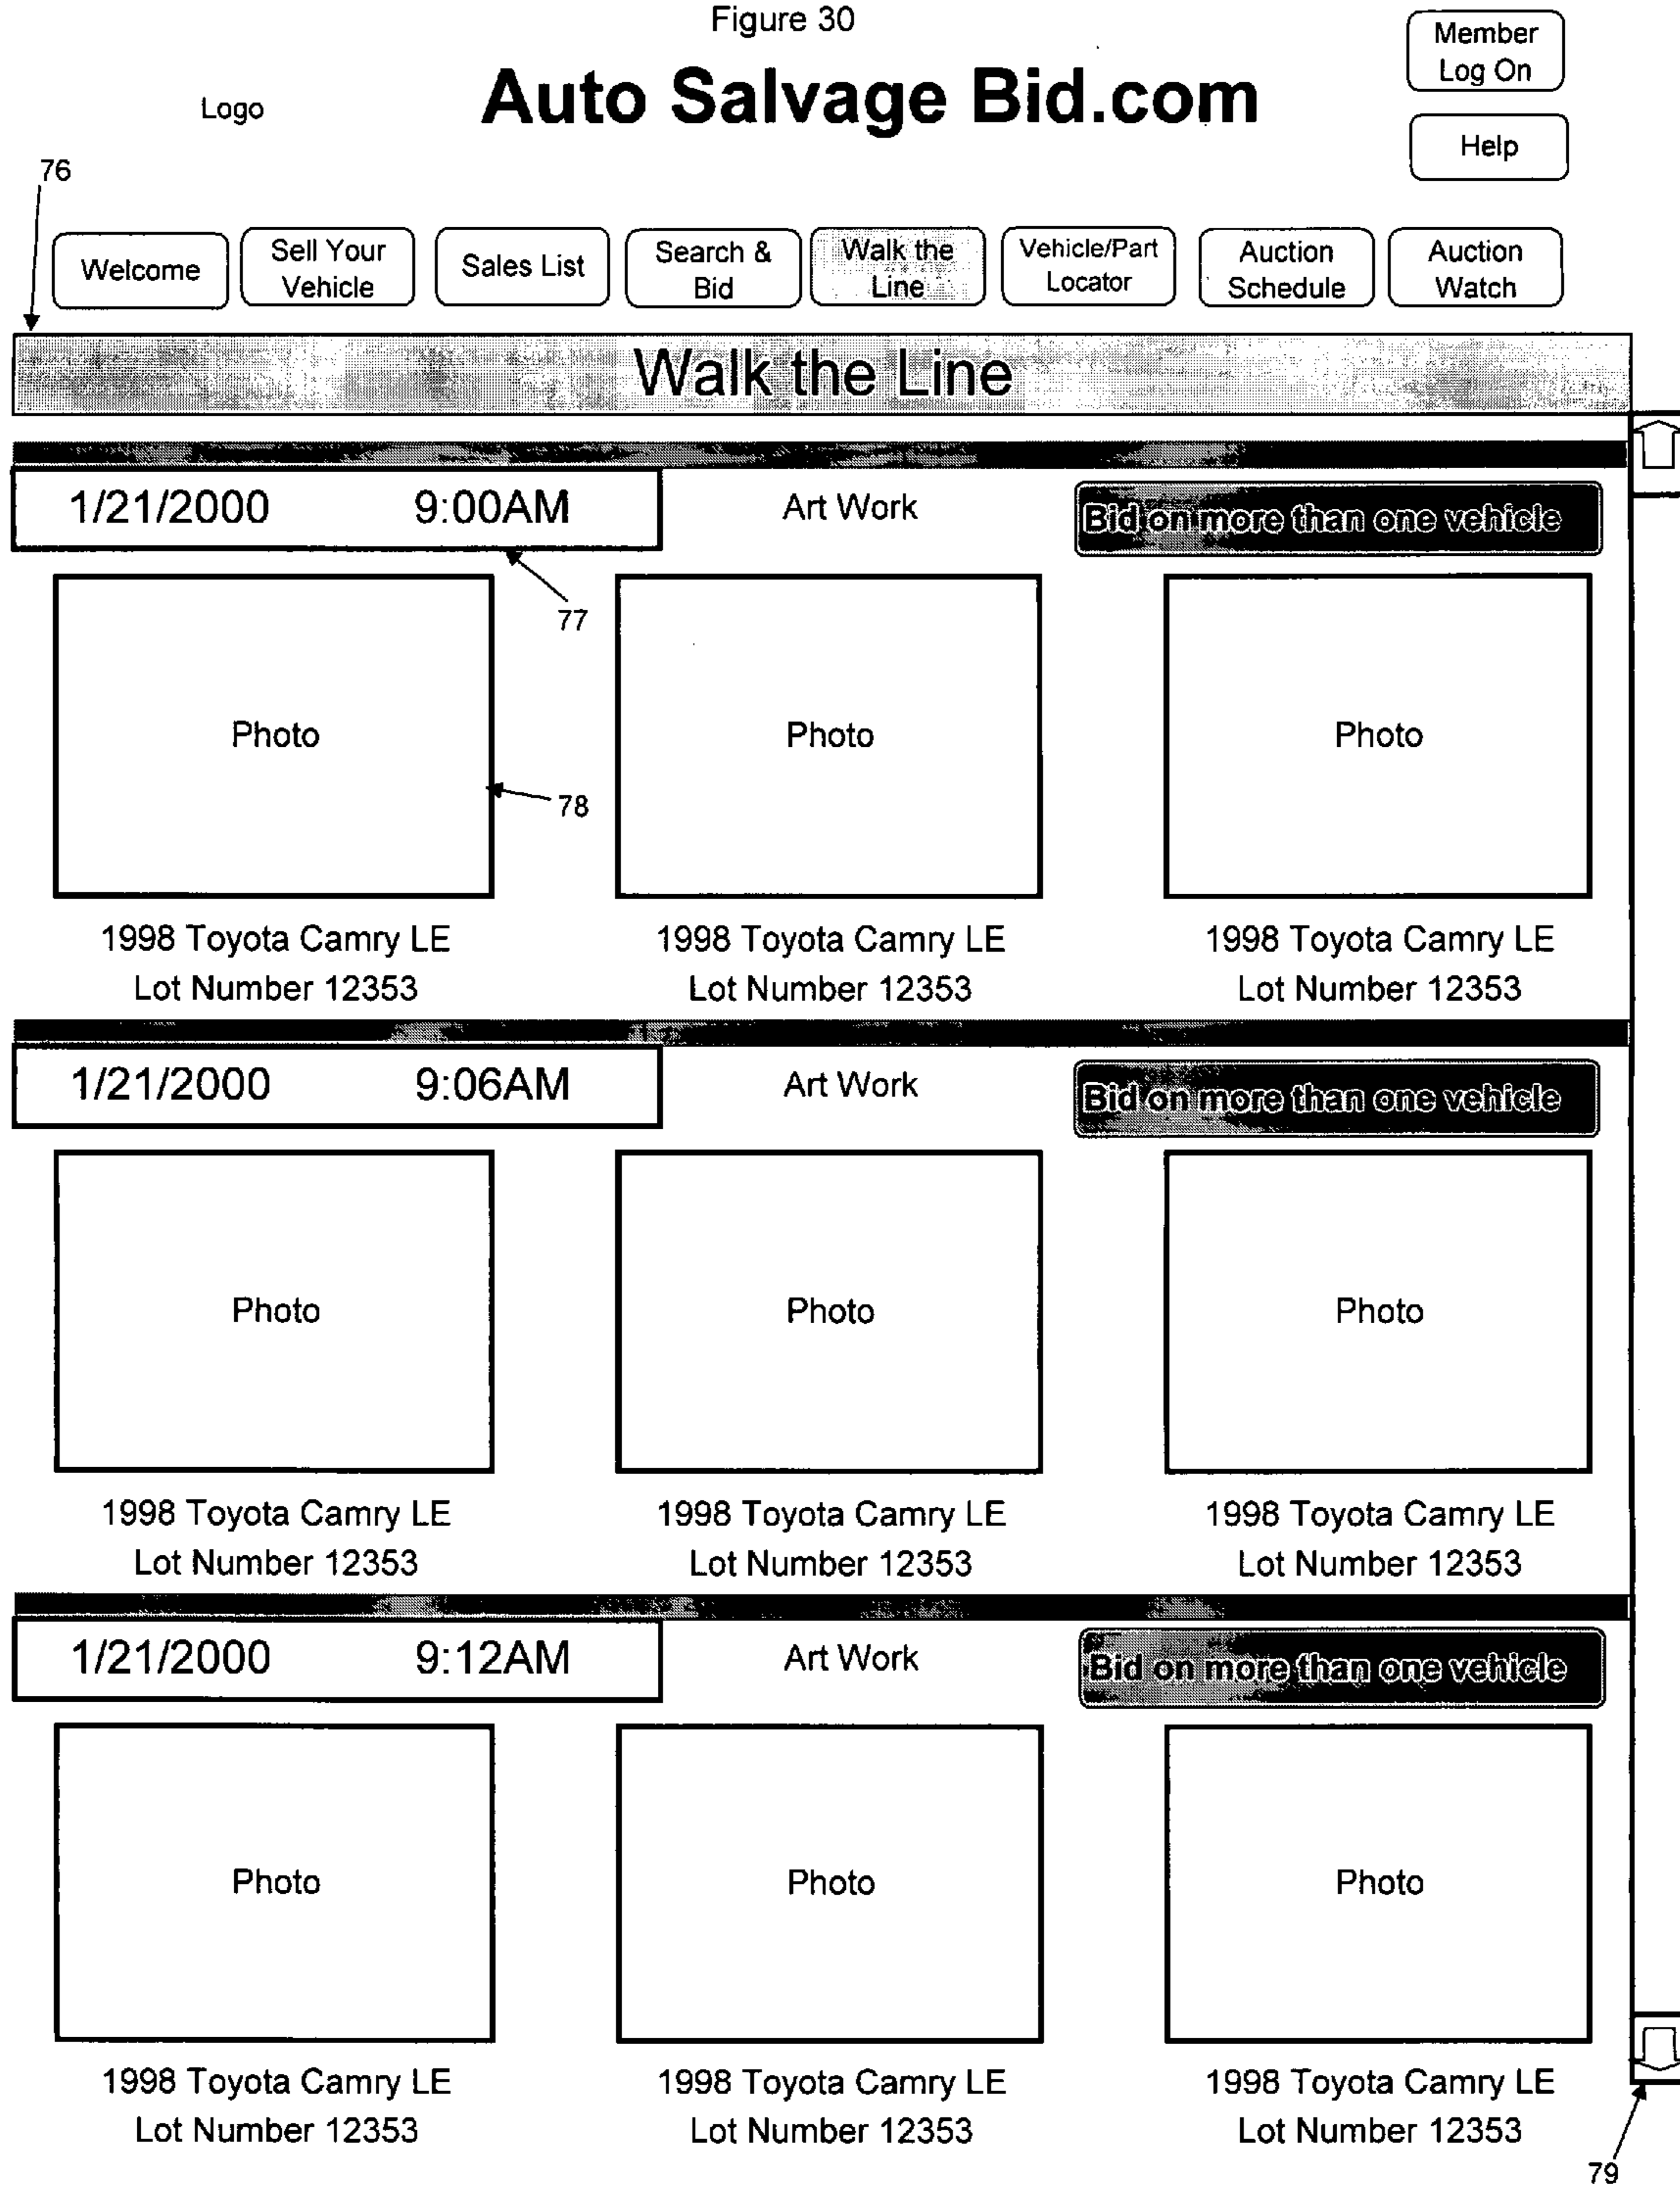 Figure 30
Member
Log On
Logo
Auto Salvage Bid.com
Help
76
Welcome
Sell Your
Vehicle
Sales List
Search &
Bid
Walk the
Line
Vehicle/Part
Locator
Auction
Schedule
Auction
Watch
Walk the Line
1/21/2000 9:00AM
Art Work
Bid on more than one vehicle
77
Photo
Photo
Photo
78
1998 Toyota Camry LE
Lot Number 12353
1998 Toyota Camry LE
Lot Number 12353
1998 Toyota Camry LE
Lot Number 12353
1/21/2000 9:06AM
Art Work
Bid on more than one vehicle
Photo
Photo
Photo
1998 Toyota Camry LE
Lot Number 12353
1998 Toyota Camry LE
Lot Number 12353
1998 Toyota Camry LE
Lot Number 12353
1/21/2000 9:12AM
Art Work
Bid on more than one vehicle
Photo
Photo
Photo
1998 Toyota Camry LE
Lot Number 12353
1998 Toyota Camry LE
Lot Number 12353
1998 Toyota Camry LE
Lot Number 12353
79